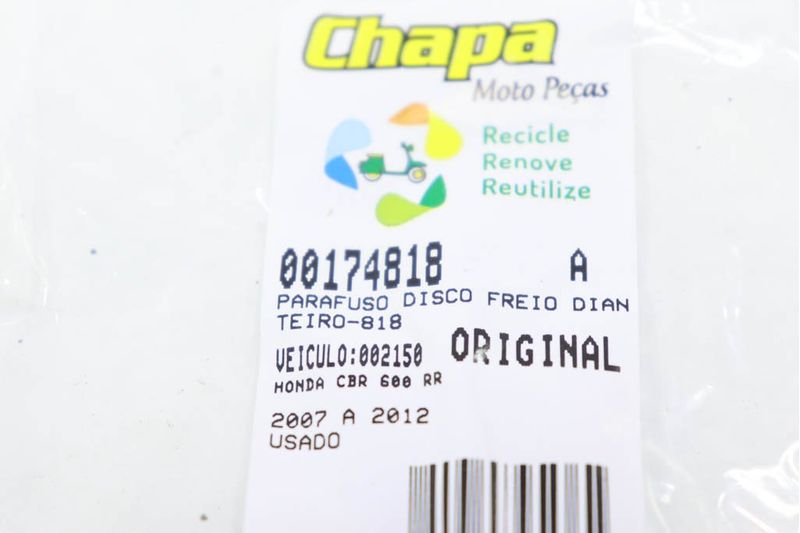 Chapa
Moto Peças
Recicle
Renove
Reutilize
00174818 A
PARAFUSO DISCO FREIO DIAN
TEIRO-818
VEICULO:002150 ORIGINAL
HONDA CBR 600 RR
2007 A 2012
USADO